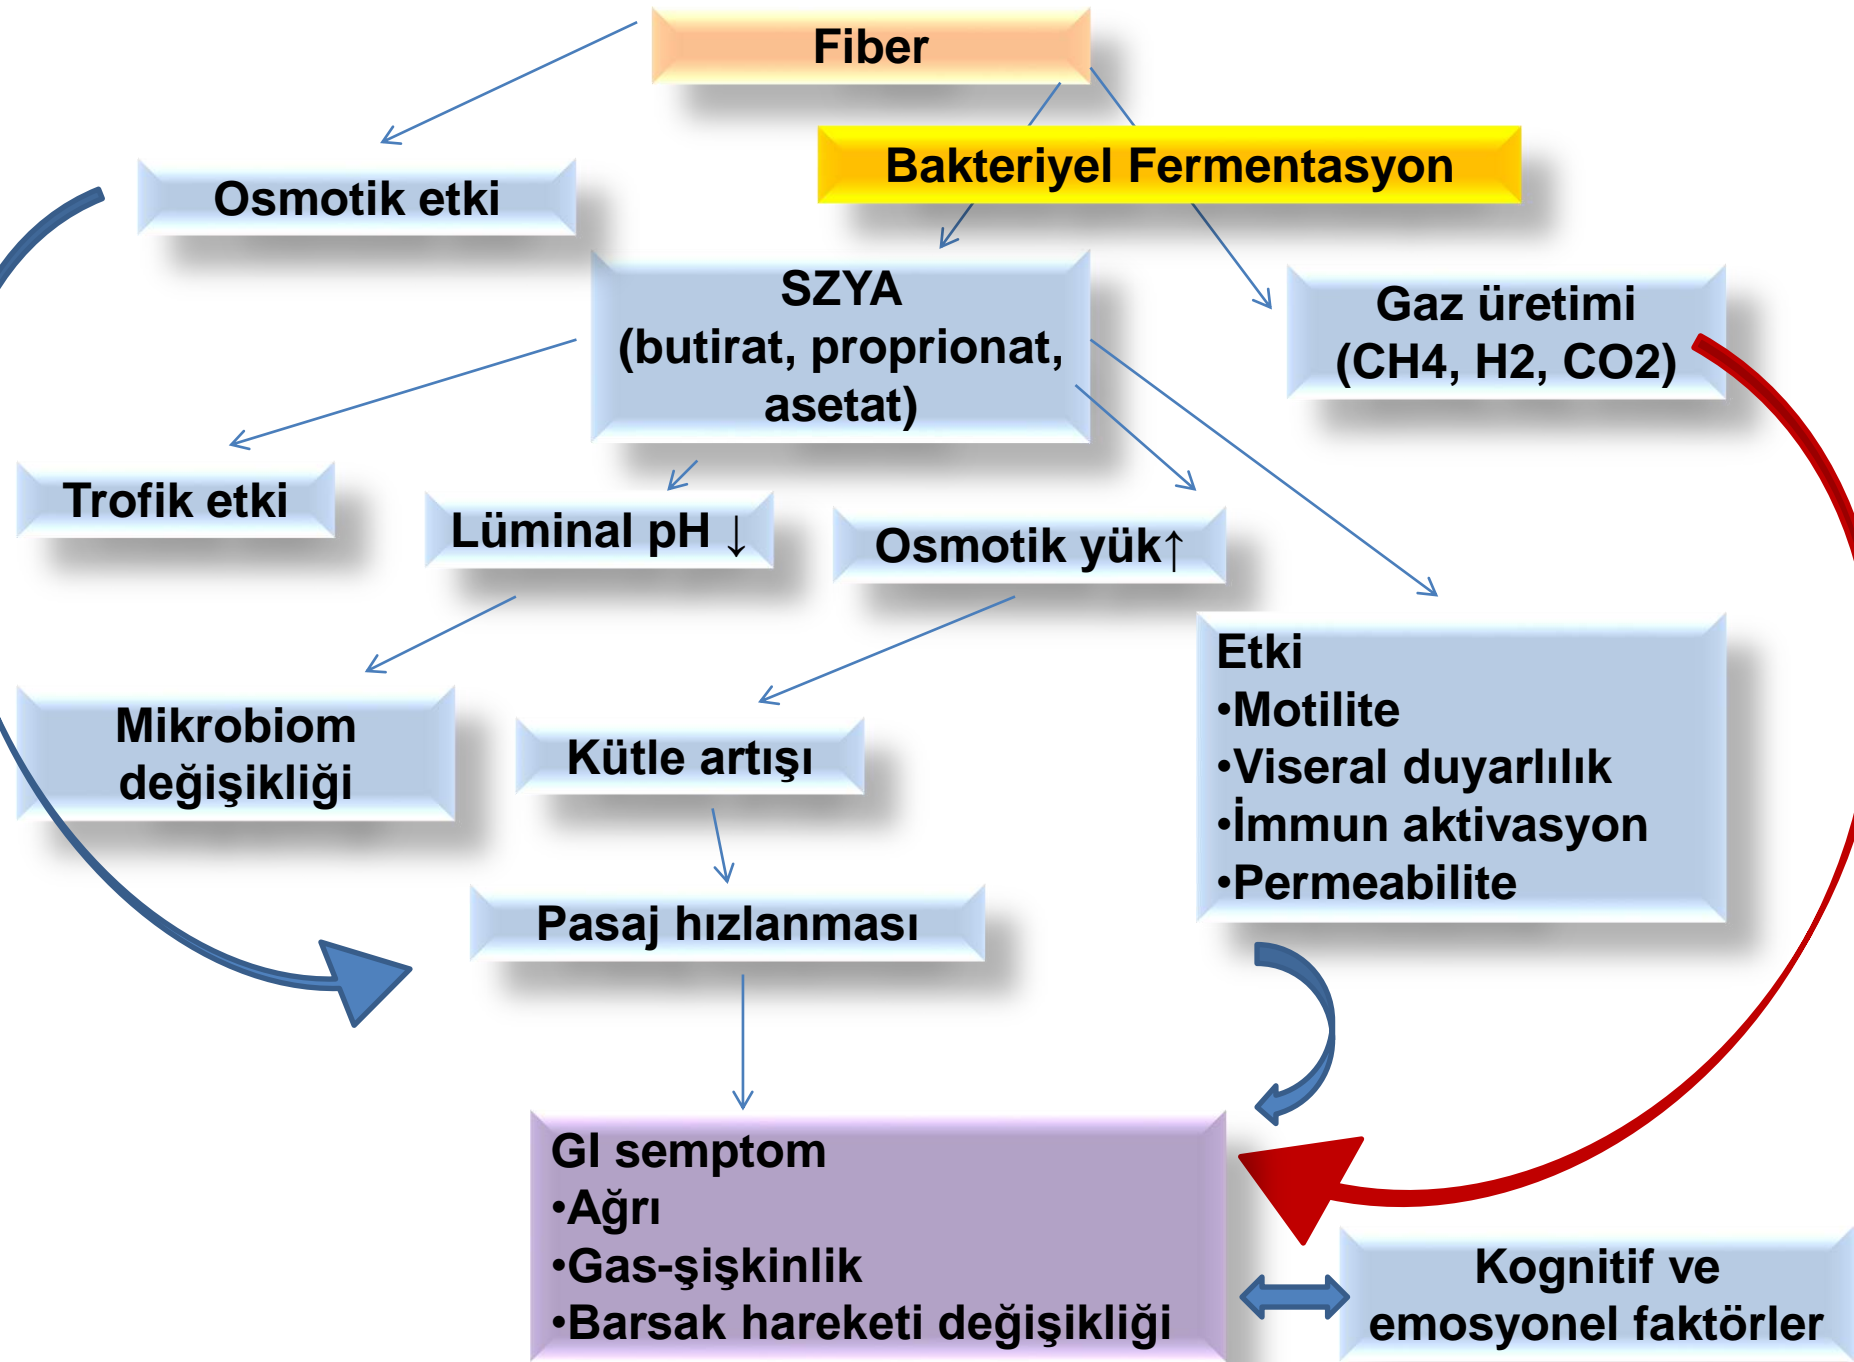 Fiber
Bakteriyel Fermentasyon
Osmotik etki
SZYA
(butirat, proprionat,
asetat)
Gaz üretimi
(CH4, H2, CO2)
Trofik etki
Lüminal pH ↓
Osmotik yük↑
Etki
•Motilite
•Viseral duyarlılık
•İmmun aktivasyon
•Permeabilite
Mikrobiom
değişikliği
Kütle artışı
Pasaj hızlanması
GI semptom
•Ağrı
•Gas-şişkinlik
•Barsak hareketi değişikliği
Kognitif ve
emosyonel faktörler